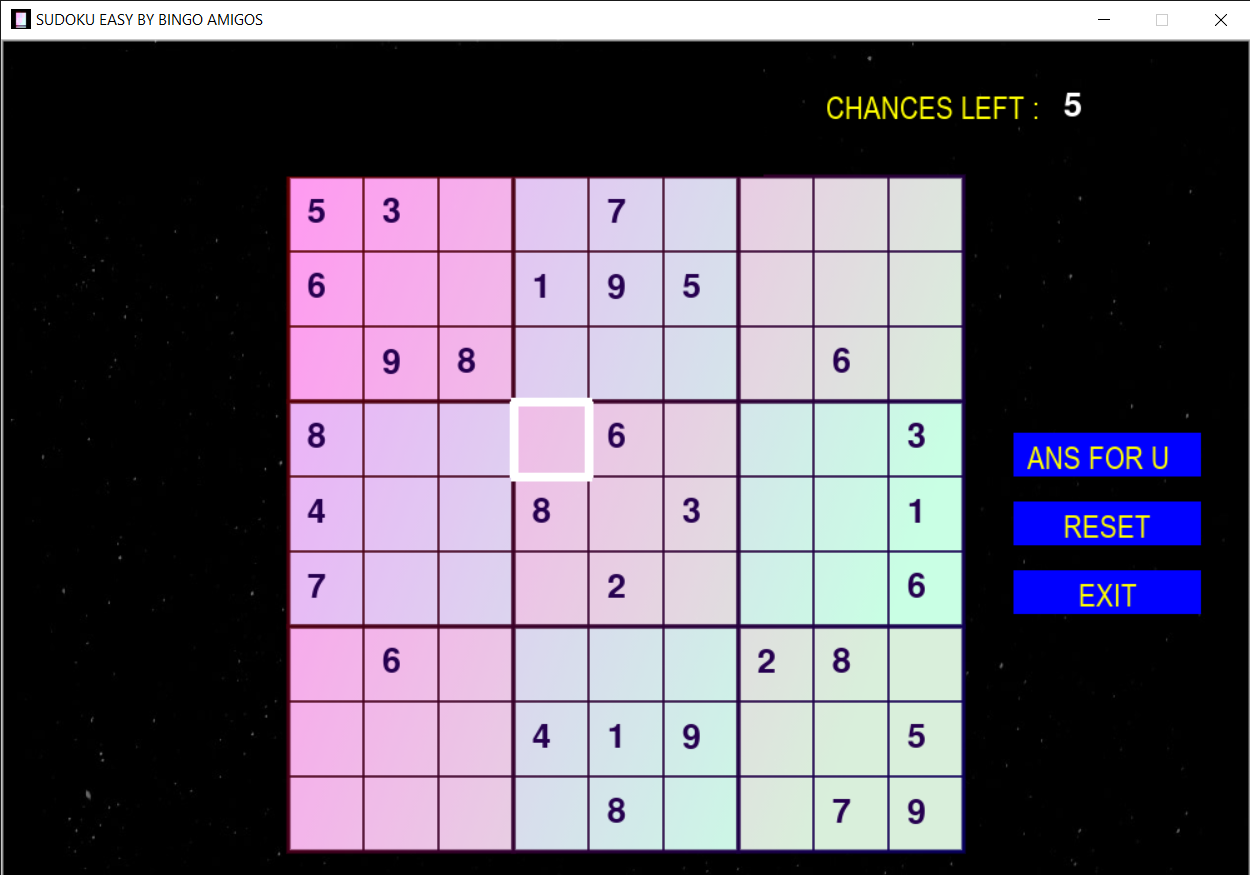 SUDOKU EASY BY BINGO AMIGOS
CHANCES LEFT : 5
5 3 7
6 1 9 5
9 8 6
8 6 3
4 8 3 1
7 2 6
6 2 8
4 1 9 5
8 7 9
ANS FOR U
RESET
EXIT